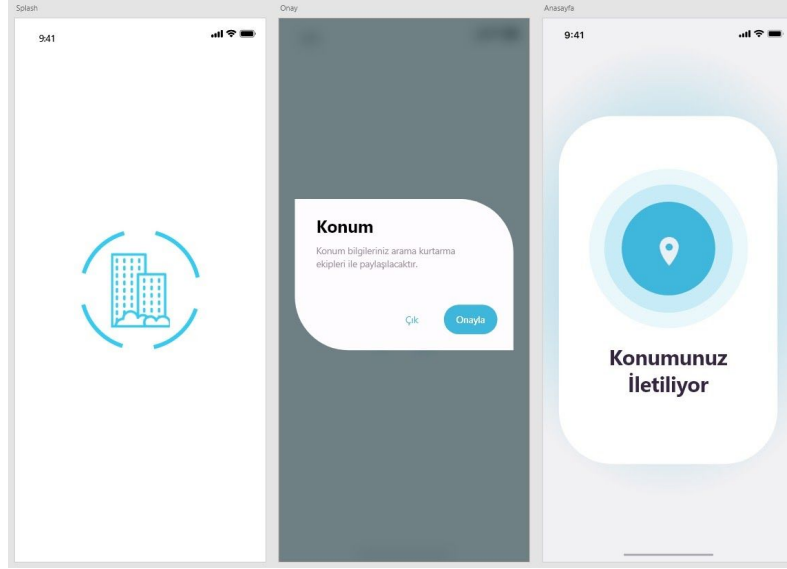 Splash
9:41
Onay
Konum
Konum bilgileriniz arama kurtarma
ekipleri ile paylaşılacaktır.
Çık
Onayla
Anasayfa
9:41
Konumunuz
İletiliyor